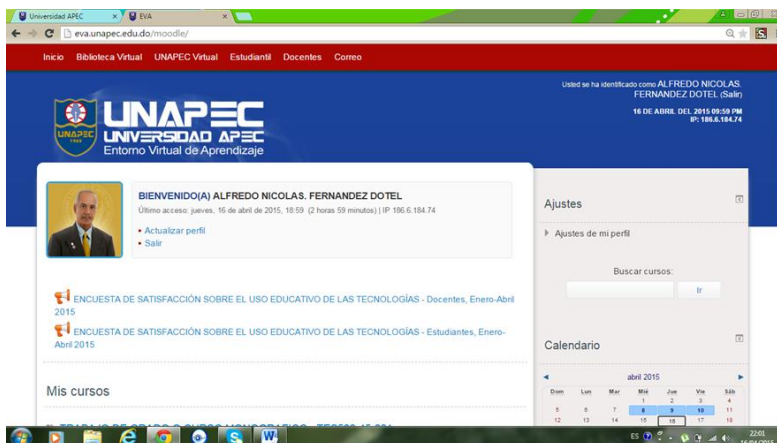 Universidad APEC
EVA
eva.unapec.edu.do/moodle/
Inicio Biblioteca Virtual UNAPEC Virtual Estudiantil Docentes Correo
Usted se ha identificado como ALFREDO NICOLAS. FERNANDEZ DOTEL (Salir)
16 DE ABRIL DEL 2015 09:59 PM
IP: 186.6.184.74
UNAPEC
UNAPEC
UNIVERSIDAD APEC
Entorno Virtual de Aprendizaje
BIENVENIDO(A) ALFREDO NICOLAS. FERNANDEZ DOTEL
Último acceso: jueves, 16 de abril de 2015, 18:59 (2 horas 59 minutos) | IP 186.6.184.74
Actualizar perfil
Salir
ENCUESTA DE SATISFACCIÓN SOBRE EL USO EDUCATIVO DE LAS TECNOLOGÍAS - Docentes, Enero-Abril
2015
ENCUESTA DE SATISFACCIÓN SOBRE EL USO EDUCATIVO DE LAS TECNOLOGÍAS - Estudiantes, Enero-
Abril 2015
Mis cursos
Ajustes
Ajustes de mi perfil
Buscar cursos:
Ir
Calendario
abril 2015
Dom Lun Mar Mié Jue Vie Sáb
1 2 3 4
5 6 7 8 9 10 11
12 13 14 15 16 17 18
ES
22:01
16/04/2015